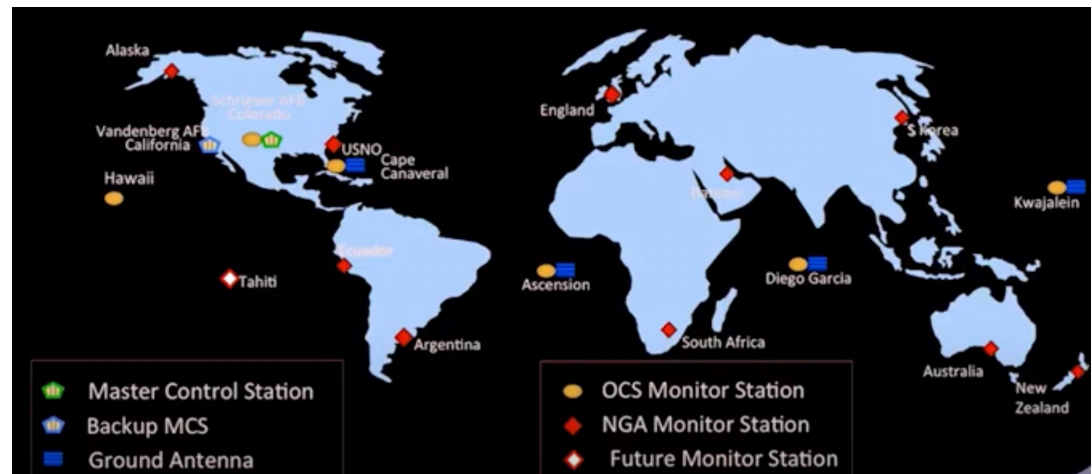 Alaska
Schriever AFB
Colorado
Vandenberg AFB
California
USNO
Cape
Canaveral
Hawaii
England
S Korea
Kwajalein
Ecuador
Tahiti
Ascension
Diego Garcia
Argentina
South Africa
Australia
New
Zealand
Master Control Station
Backup MCS
Ground Antenna
OCS Monitor Station
NGA Monitor Station
Future Monitor Station